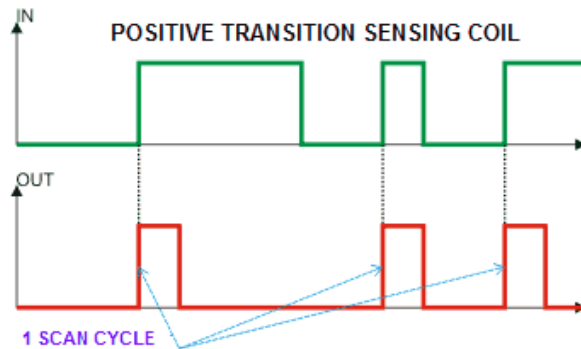 IN
POSITIVE TRANSITION SENSING COIL
OUT
1 SCAN CYCLE